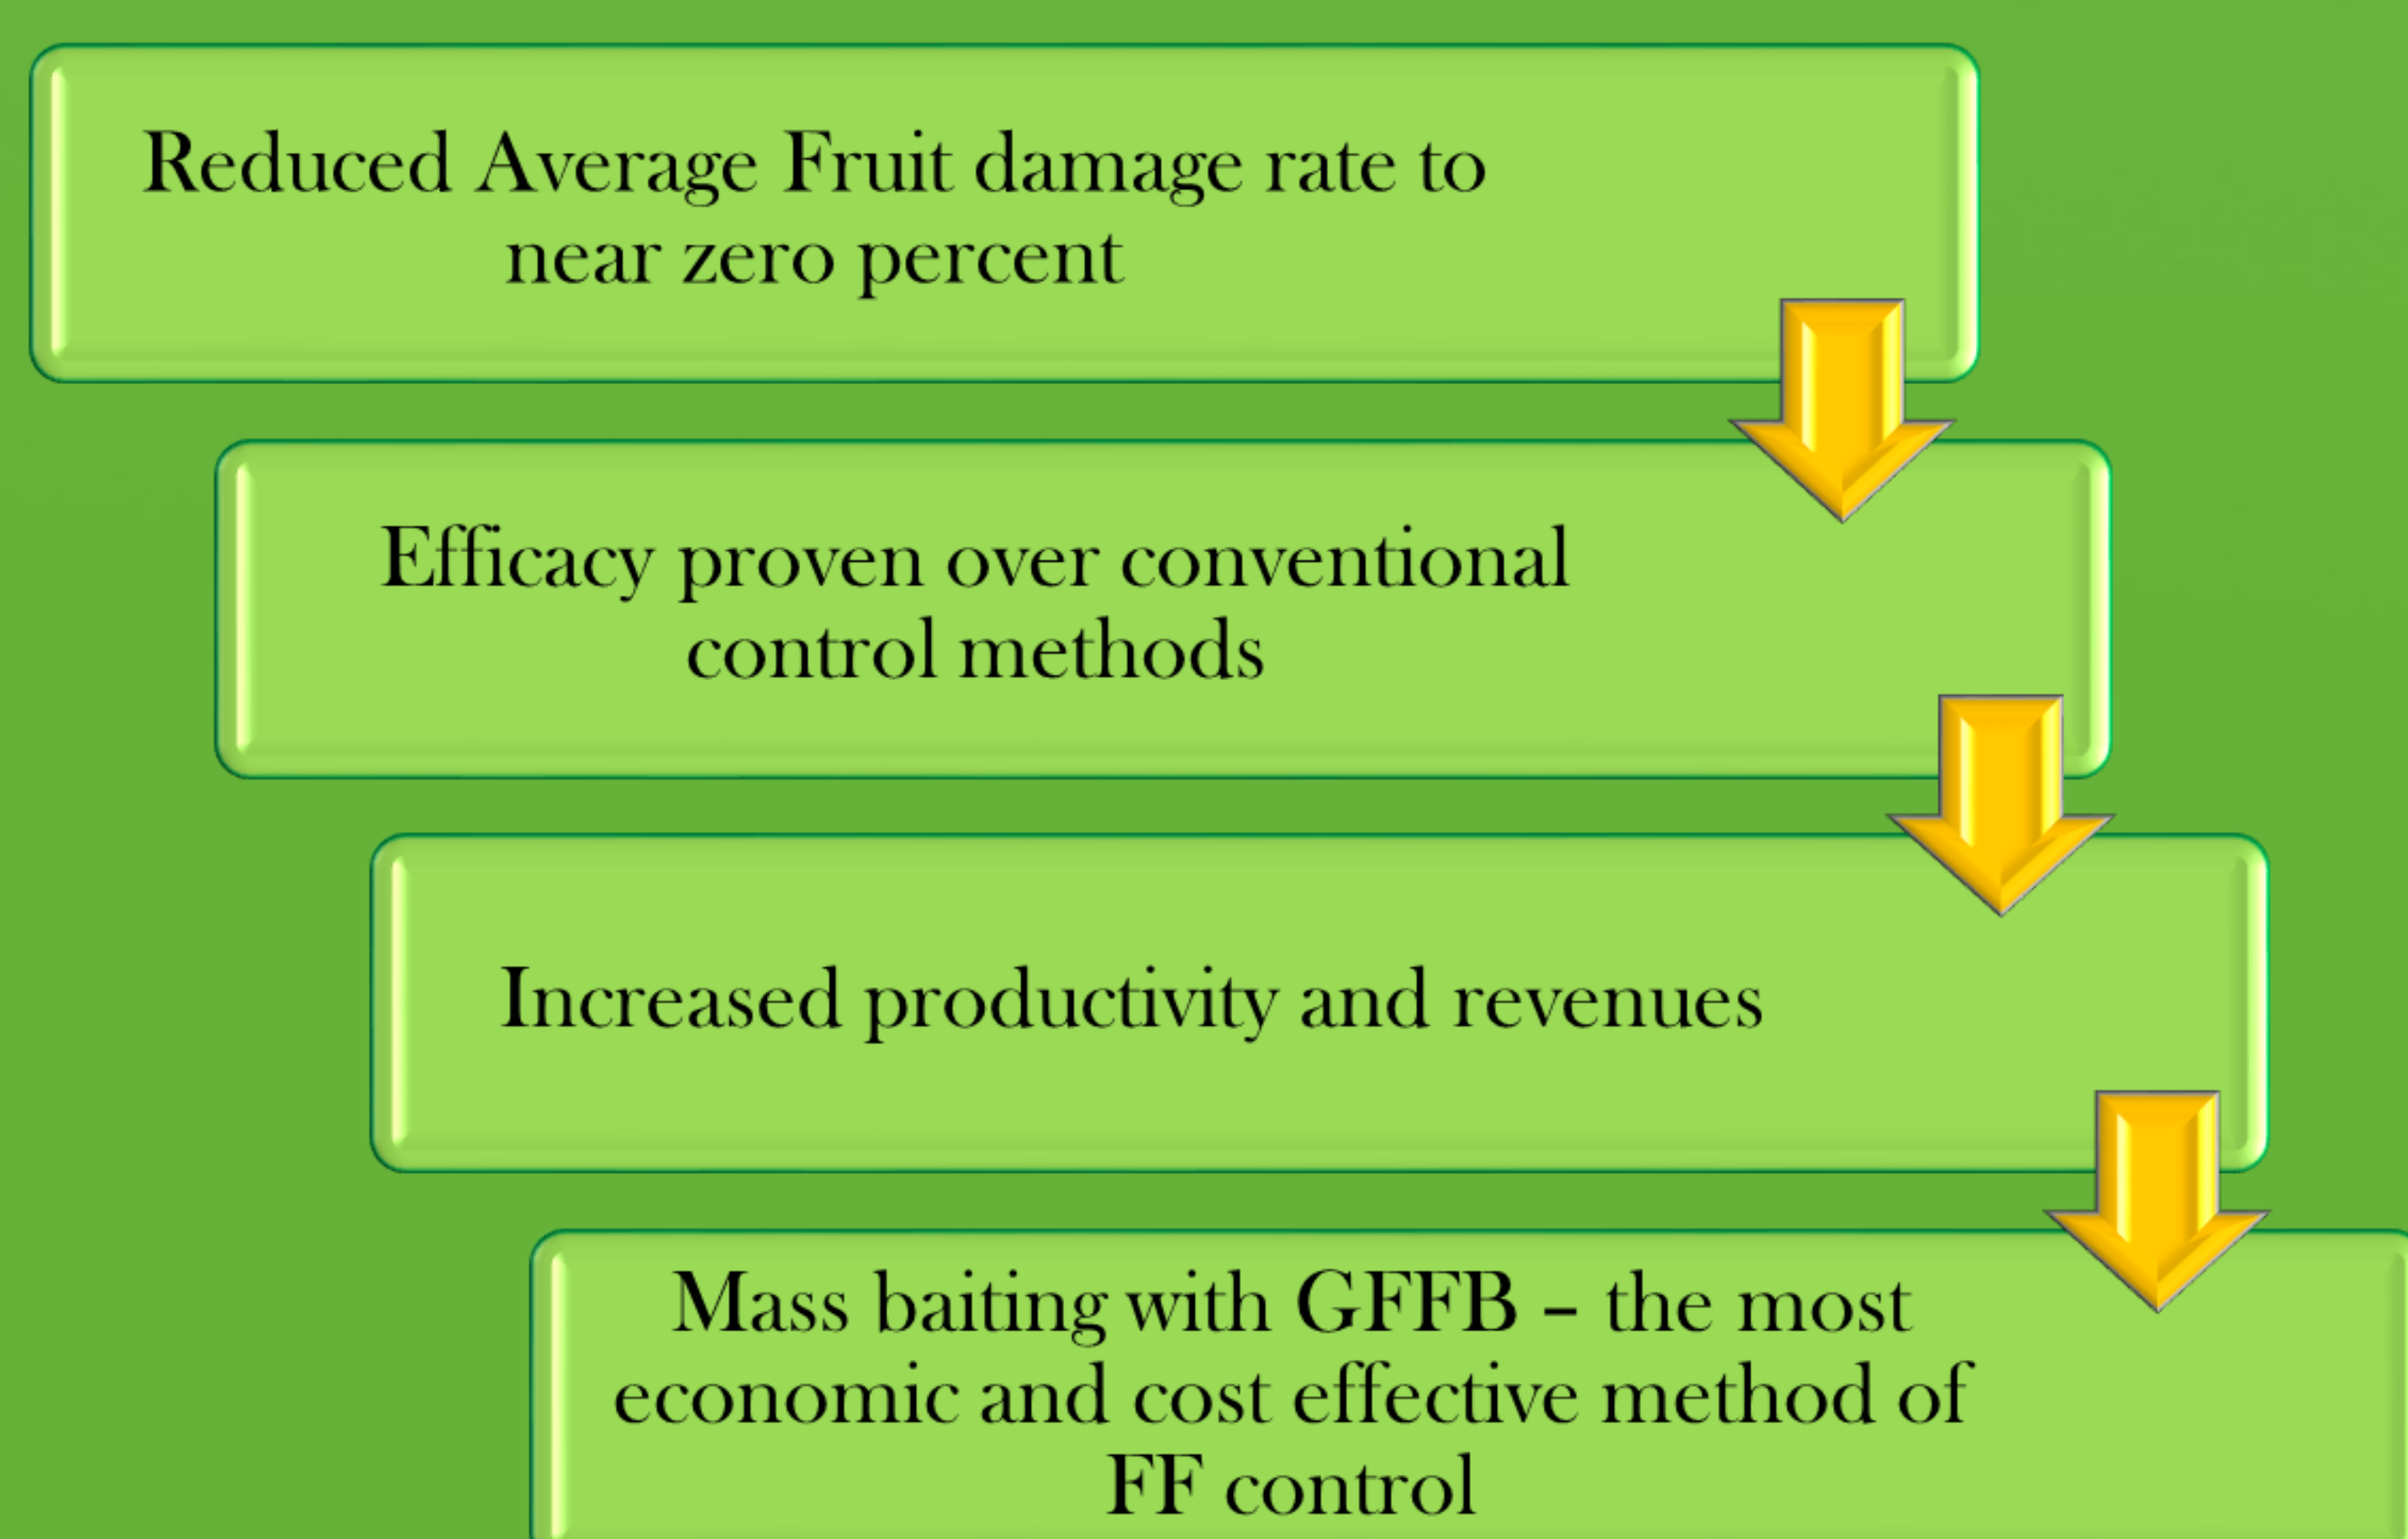 Reduced Average Fruit damage rate to
near zero percent
Efficacy proven over conventional
control methods
Increased productivity and revenues
Mass baiting with GFFB – the most
economic and cost effective method of
FF control